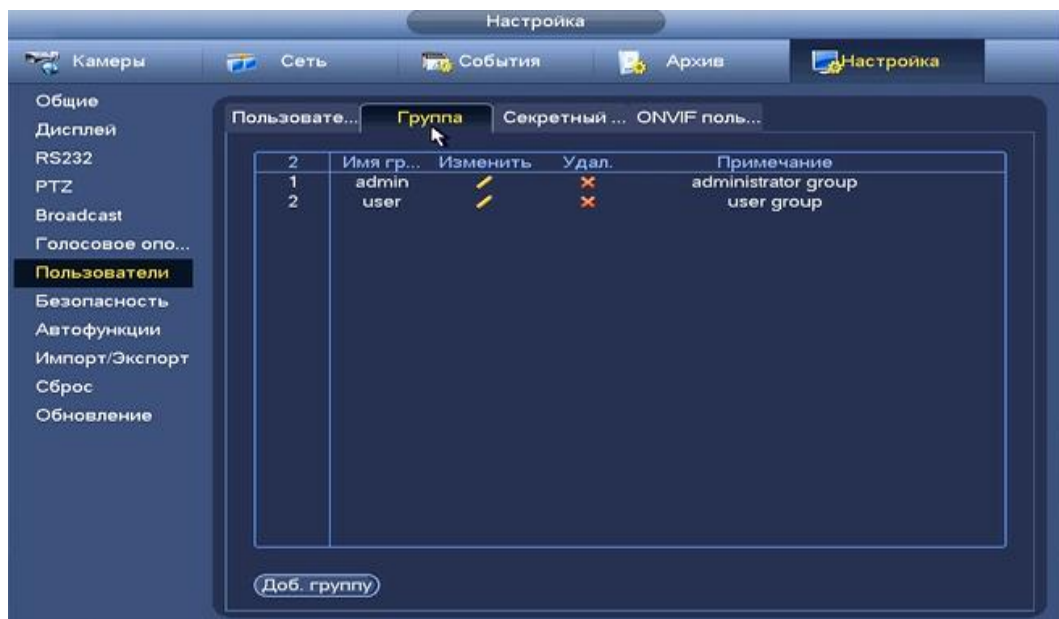 Настройка
Камеры Сеть События Архив Настройка
Общие
Дисплей
RS232
PTZ
Broadcast
Голосовое опо...
Пользователи
Безопасность
Автофункции
Импорт/Экспорт
Сброс
Обновление
Пользовате... Группа Секретный ... ONVIF поль...
2 Имя гр... Изменить Удал. Примечание
1 admin administrator group
2 user user group
Доб. группу